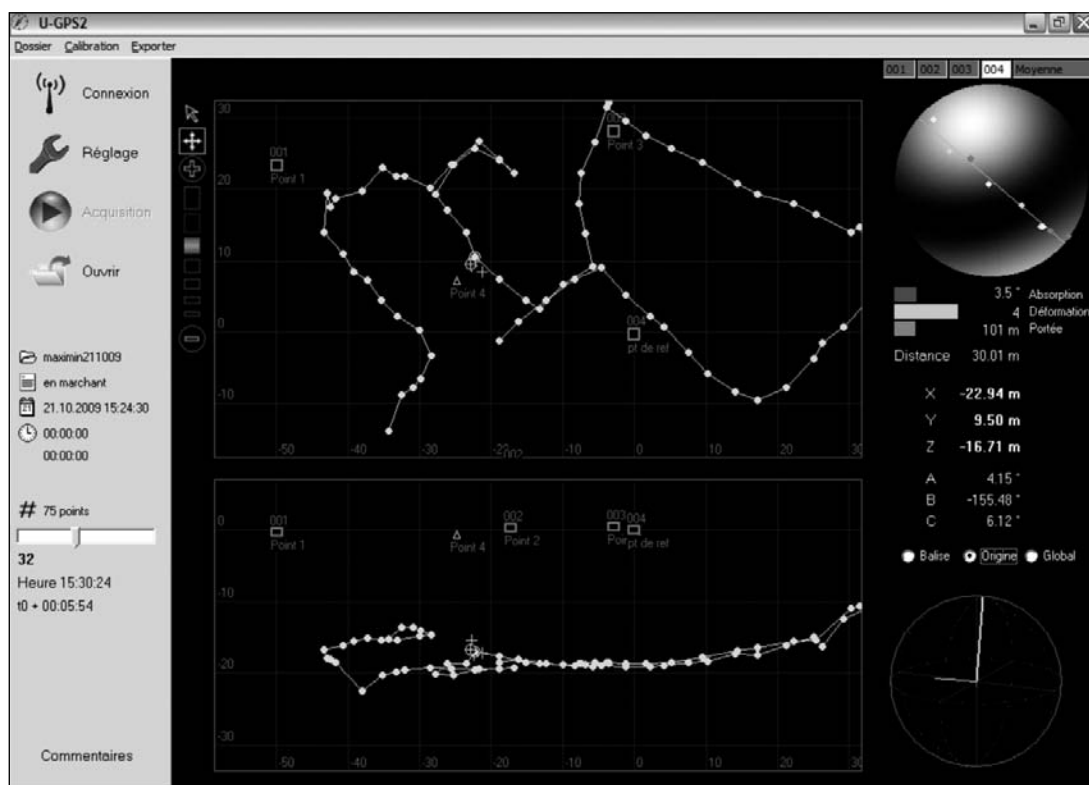 U-GPS2
Dossier Calibration Exporter
Connexion
Réglage
Acquisition
Ouvrir
maximin211009
en marchant
21.10.2009 15:24:30
00:00:00
00:00:00
# 75 points
32
Heure 15:30:24
t0 + 00:05:54
Commentaires
30
20
10
0
-10
001
Point 1
Point 3
Point 4
004
pt de ref
-50 -40 -30 -20 -10 0 10 20 30
002
0
-10
-20
-30
001
Point 1
Point 4
002
Point 2
003
004
pt de ref
-50 -40 -30 -20 -10 0 10 20 30
001 002 003 004 Moyenne
3.5 ° Absorption
4 Déformation
101 m Portée
Distance 30.01 m
X -22.94 m
Y 9.50 m
Z -16.71 m
A 4.15 °
B -155.48 °
C 6.12 °
Balise Origine Global